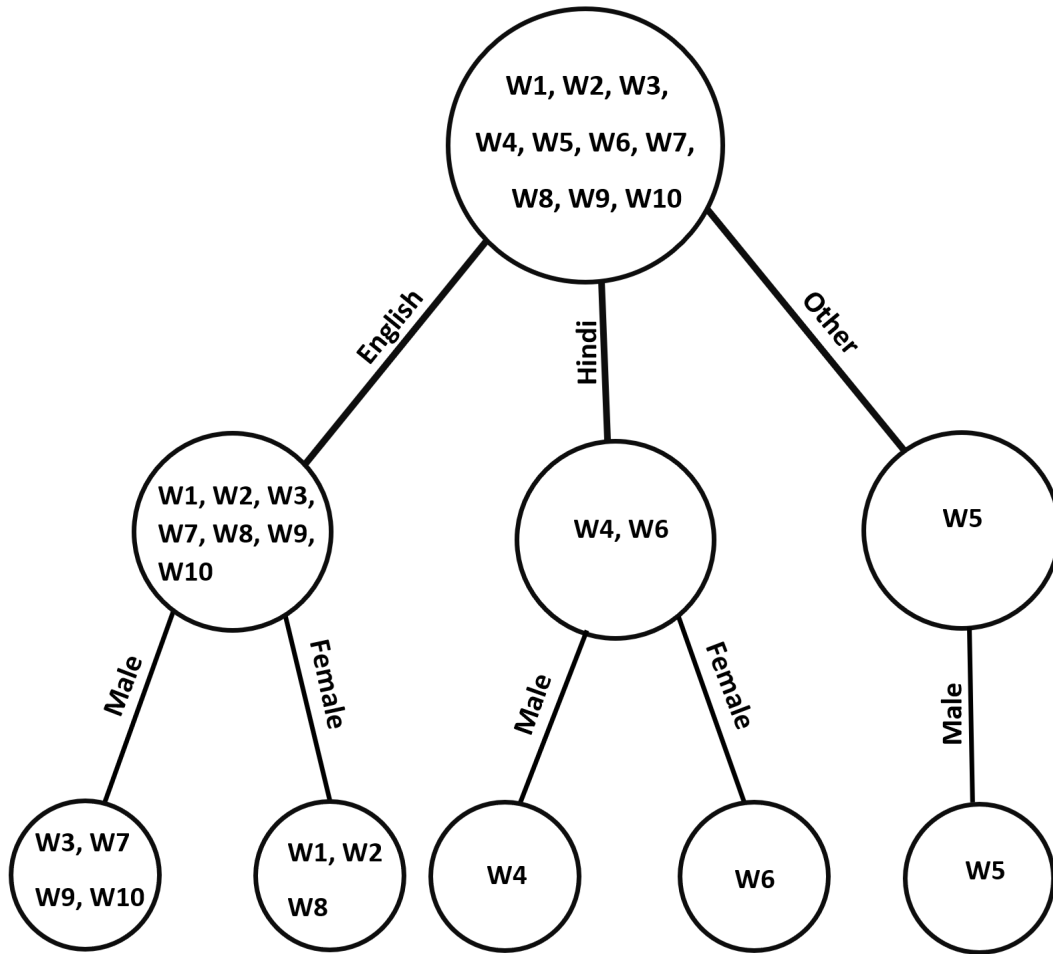 W1, W2, W3,
W4, W5, W6, W7,
W8, W9, W10
English
Hindi
Other
W1, W2, W3,
W7, W8, W9,
W10
W4, W6
W5
Male
Female
Male
Female
Male
W3, W7
W9, W10
W1, W2
W8
W4
W6
W5